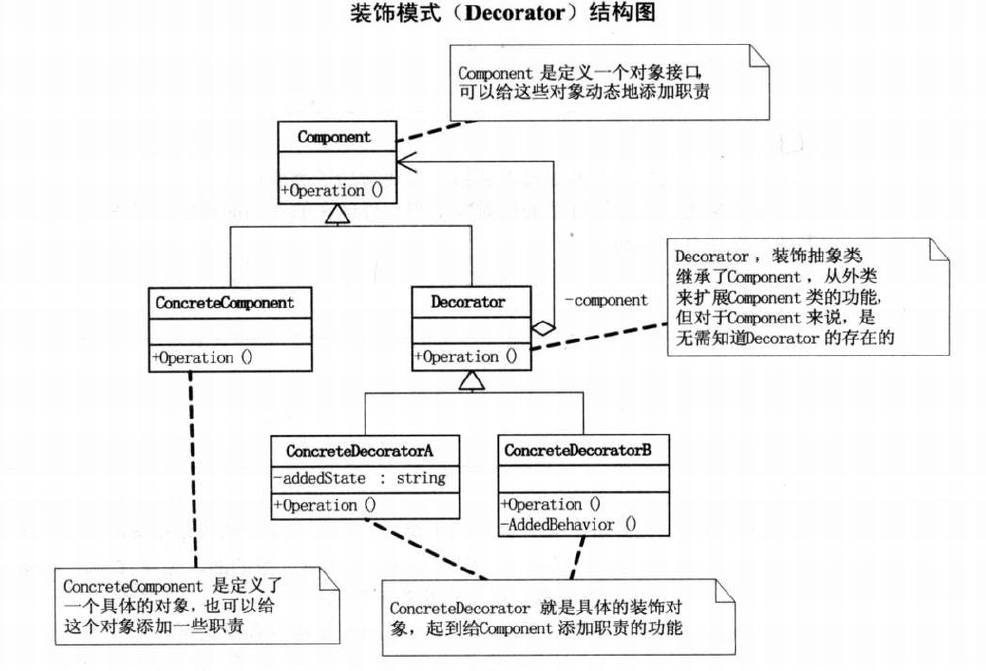 装饰模式（Decorator）结构图
Component 是定义一个对象接口，
可以给这些对象动态地添加职责
Component
+Operation ()
Decorator ，装饰抽象类，
继承了Component ，从外类
来扩展Component 类的功能，
但对于Component 来说，是
无需知道Decorator 的存在的
ConcreteComponent
+Operation ()
Decorator
+Operation ()
-component
ConcreteDecoratorA
-addedState : string
+Operation ()
ConcreteDecoratorB
+Operation ()
-AddedBehavior ()
ConcreteComponent 是定义了
一个具体的对象，也可以给
这个对象添加一些职责
ConcreteDecorator 就是具体的装饰对
象，起到给Component 添加职责的功能